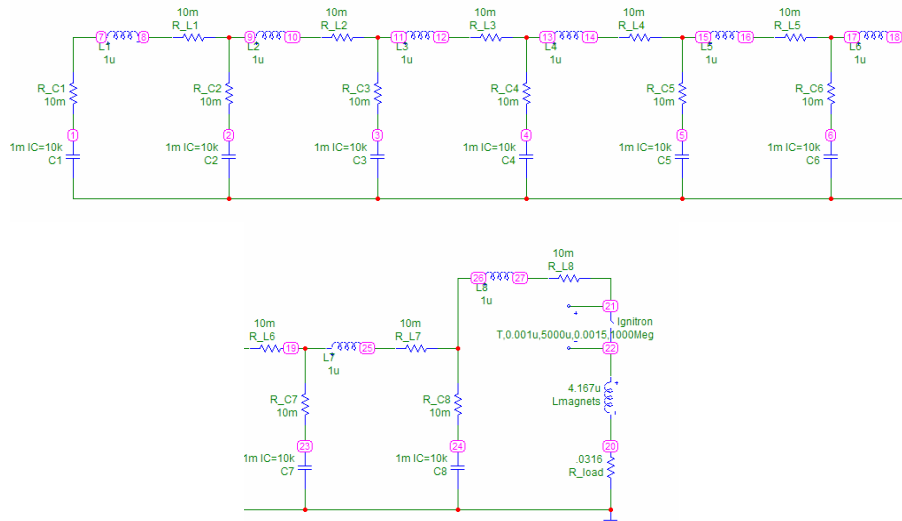 10m
R_L1
10m
R_L2
10m
R_L3
10m
R_L4
10m
R_L5
7
8
9
10
11
12
13
14
15
16
17
18
L1
1u
L2
1u
L3
1u
L4
1u
L5
1u
L6
1u
R_C1
10m
R_C2
10m
R_C3
10m
R_C4
10m
R_C5
10m
R_C6
10m
1
2
3
4
5
6
1m IC=10k
C1
1m IC=10k
C2
1m IC=10k
C3
1m IC=10k
C4
1m IC=10k
C5
1m IC=10k
C6
10m
R_L8
26
27
L8
1u
21
Ignitron
T,0.001u,5000u,0.0015,1000Meg
22
10m
R_L6
19
25
L7
1u
10m
R_L7
4.167u
Lmagnets
R_C7
10m
R_C8
10m
23
24
20
1m IC=10k
C7
1m IC=10k
C8
.0316
R_load